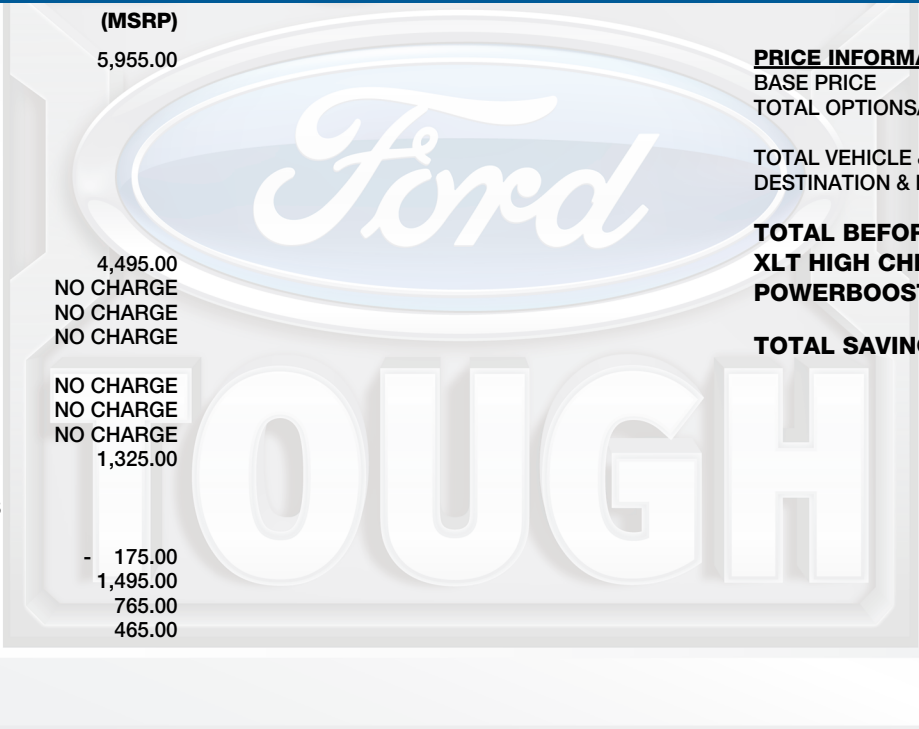 (MSRP)
5,955.00
4,495.00
NO CHARGE
NO CHARGE
NO CHARGE
NO CHARGE
NO CHARGE
NO CHARGE
1,325.00
- 175.00
1,495.00
765.00
465.00
PRICE INFORMA
BASE PRICE
TOTAL OPTIONS
TOTAL VEHICLE &
DESTINATION &
TOTAL BEFOR
XLT HIGH CH
POWERBOOST
TOTAL SAVIN
Ford
TOUGH